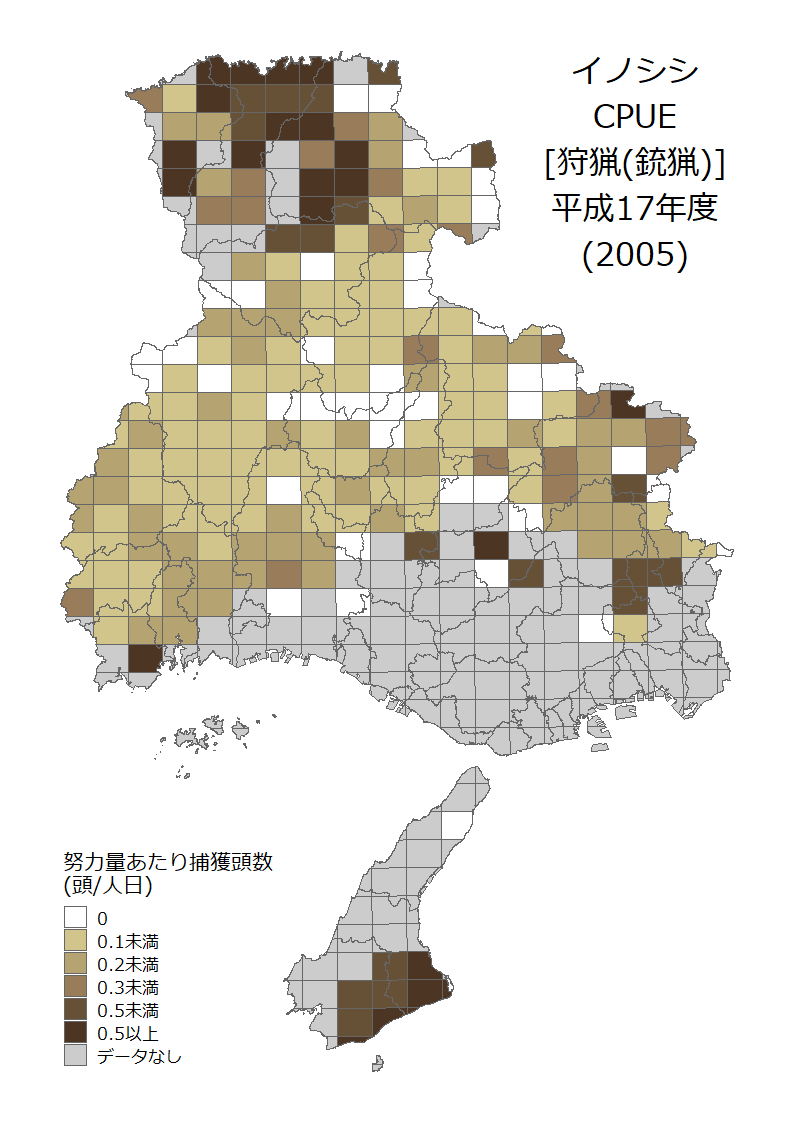 イノシシ
CPUE
[狩猟(銃猟)]
平成17年度
(2005)
努力量あたり捕獲頭数
(頭/人日)
0
0.1未満
0.2未満
0.3未満
0.5未満
0.5以上
データなし